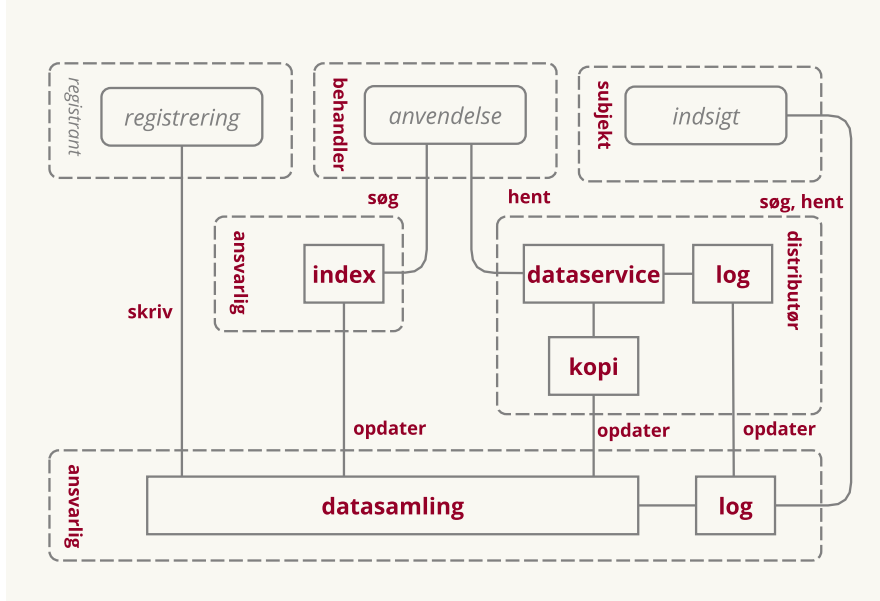 registrant
registrering
behandler
anvendelse
subjekt
indsigt
søg
hent
søg, hent
ansvarlig
index
dataservice
log
distributør
skriv
kopi
opdater
opdater
opdater
ansvarlig
datasamling
log